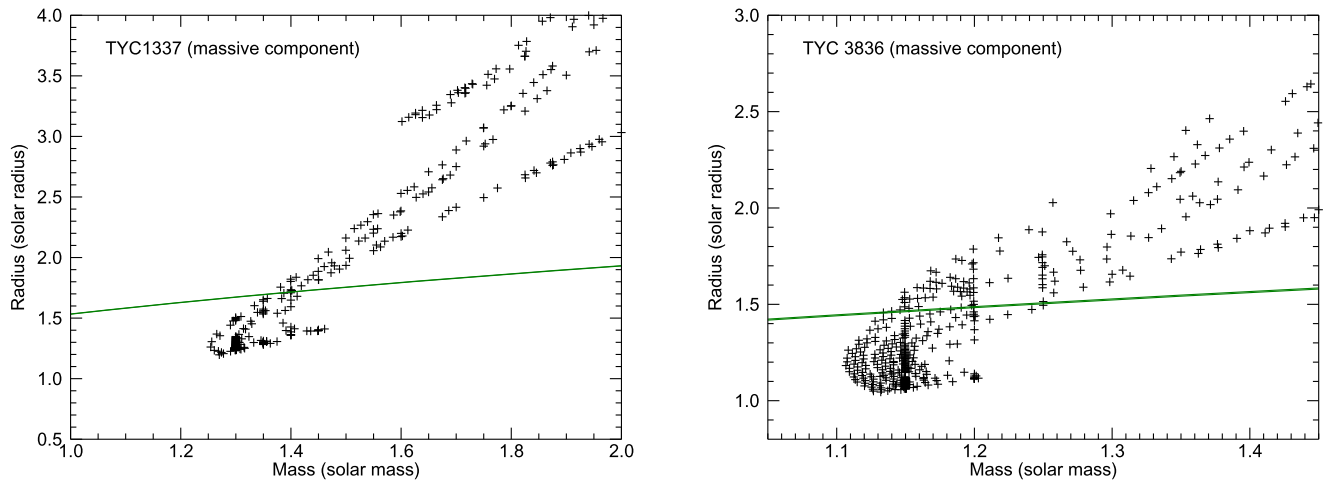 TYC1337 (massive component)
Radius (solar radius)
4.0
3.5
3.0
2.5
2.0
1.5
1.0
0.5
1.0 1.2 1.4 1.6 1.8 2.0
Mass (solar mass)
TYC 3836 (massive component)
Radius (solar radius)
3.0
2.5
2.0
1.5
1.0
1.1 1.2 1.3 1.4
Mass (solar mass)